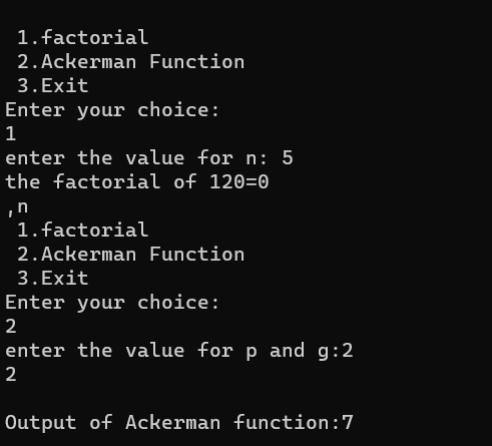 1.factorial
2.Ackerman Function
3.Exit
Enter your choice:
1
enter the value for n: 5
the factorial of 120=0
,n
1.factorial
2.Ackerman Function
3.Exit
Enter your choice:
2
enter the value for p and g:2
2
Output of Ackerman function:7